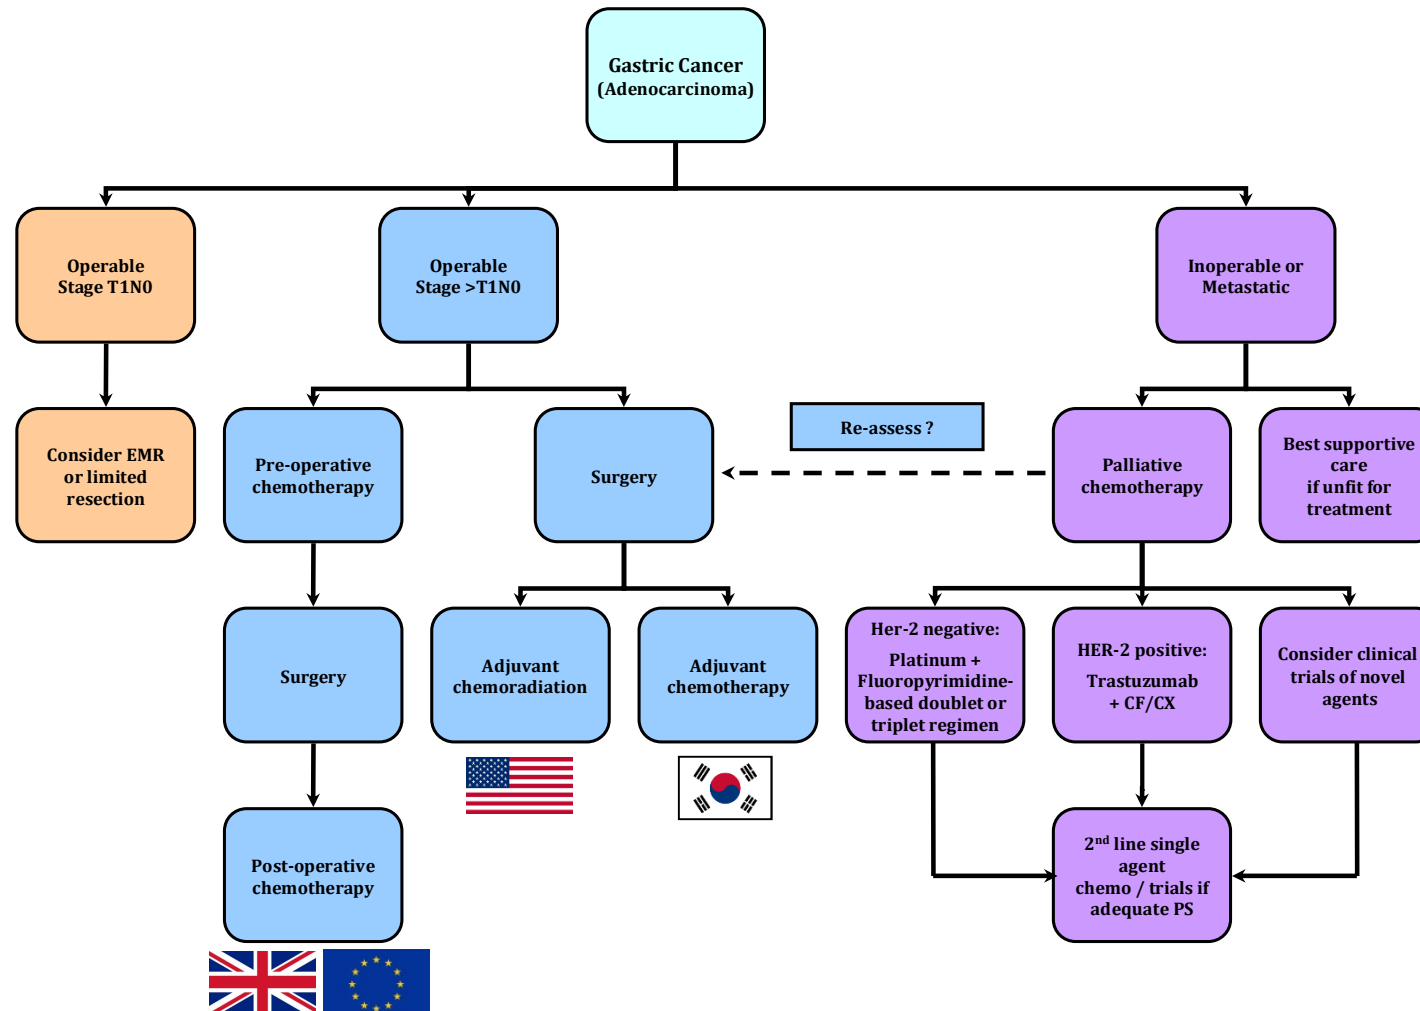 Gastric Cancer
(Adenocarcinoma)
Operable
Stage T1N0
Operable
Stage >T1N0
Inoperable or
Metastatic
Consider EMR
or limited
resection
Pre-operative
chemotherapy
Surgery
Re-assess ?
Palliative
chemotherapy
Best supportive
care
if unfit for
treatment
Surgery
Adjuvant
chemoradiation
Adjuvant
chemotherapy
Her-2 negative:
Platinum +
Fluoropyrimidine-
based doublet or
triplet regimen
HER-2 positive:
Trastuzumab
+ CF/CX
Consider clinical
trials of novel
agents
Post-operative
chemotherapy
2nd line single
agent
chemo / trials if
adequate PS